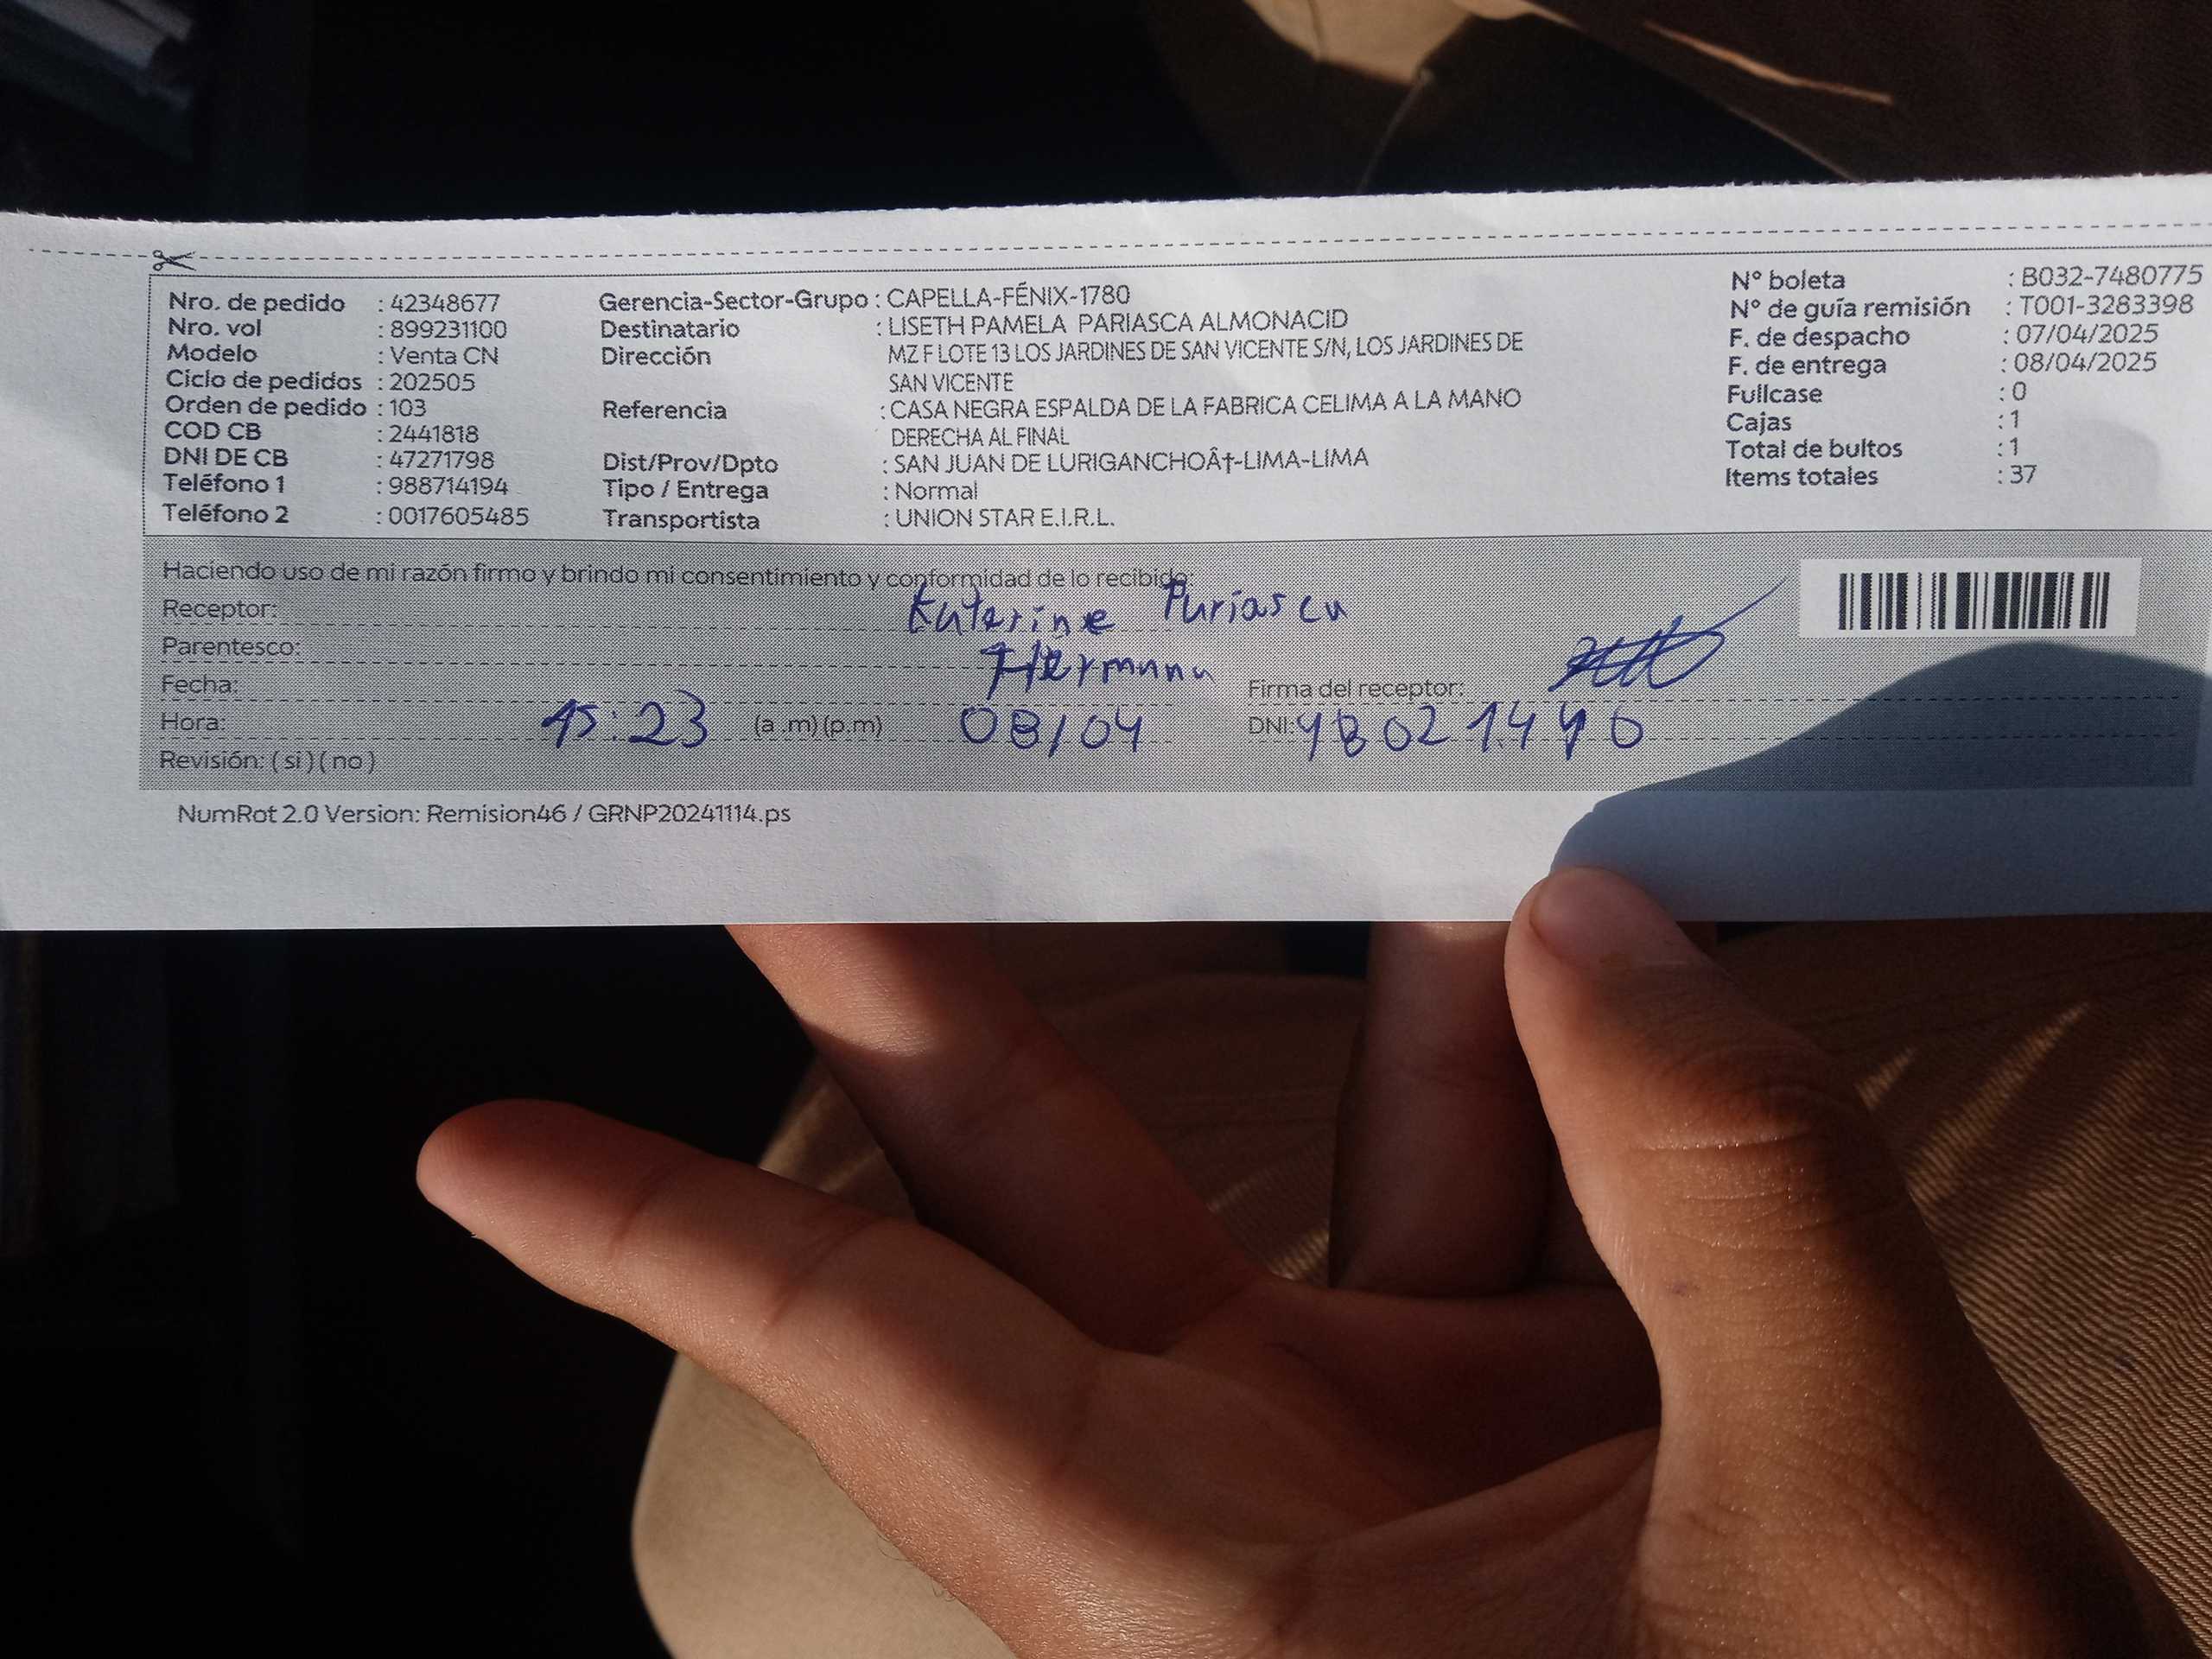 Nro. de pedido : 42348677
Nro. vol : 899231100
Modelo : Venta CN
Ciclo de pedidos : 202505
Orden de pedido : 103
COD CB : 2441818
DNI DE CB : 47271798
Teléfono 1 : 988714194
Teléfono 2 : 0017605485
Gerencia-Sector-Grupo : CAPELLA-FÉNIX-1780
Destinatario : LISETH PAMELA PARIASCA ALMONACID
Dirección MZ F LOTE 13 LOS JARDINES DE SAN VICENTE S/N, LOS JARDINES DE
SAN VICENTE
Referencia : CASA NEGRA ESPALDA DE LA FABRICA CELIMA A LA MANO
DERECHA AL FINAL
Dist/Prov/Dpto : SAN JUAN DE LURIGANCHOÂ†-LIMA-LIMA
Tipo / Entrega : Normal
Transportista : UNION STAR E.I.R.L.
N° boleta : B032-7480775
N° de guía remisión : T001-3283398
F. de despacho : 07/04/2025
F. de entrega : 08/04/2025
Fullcase : 0
Cajas : 1
Total de bultos : 1
Items totales : 37
Haciendo uso de mi razón firmo y brindo mi consentimiento y conformidad de lo recibido:
Receptor: Katerine Pariasca
Parentesco: Hermana
Fecha:
Firma del receptor:
Hora: 15:23 (a .m) (p.m) 08/04
DNI: 48021440
Revisión: ( si ) ( no )
NumRot 2.0 Version: Remision46 / GRNP20241114.ps